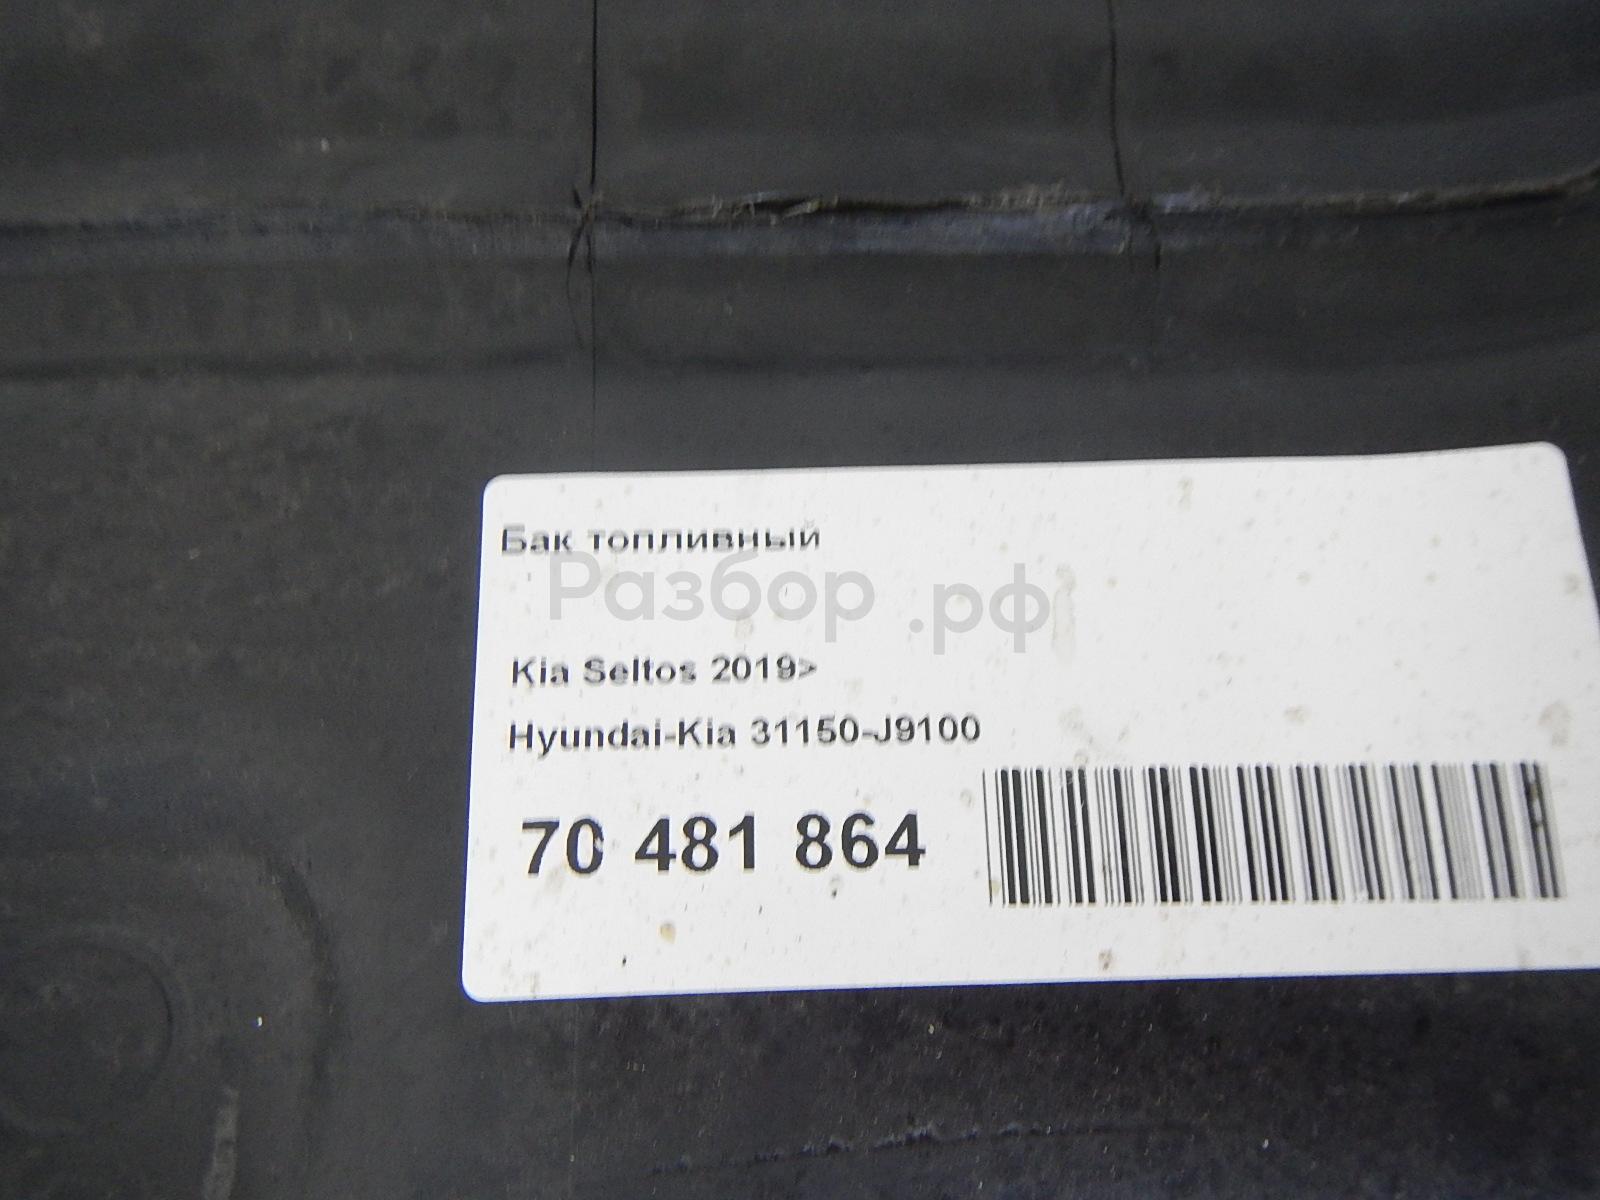 Бак топливный
Разбор.рф
Kia Seltos 2019>
Hyundai-Kia 31150-J9100
70 481 864